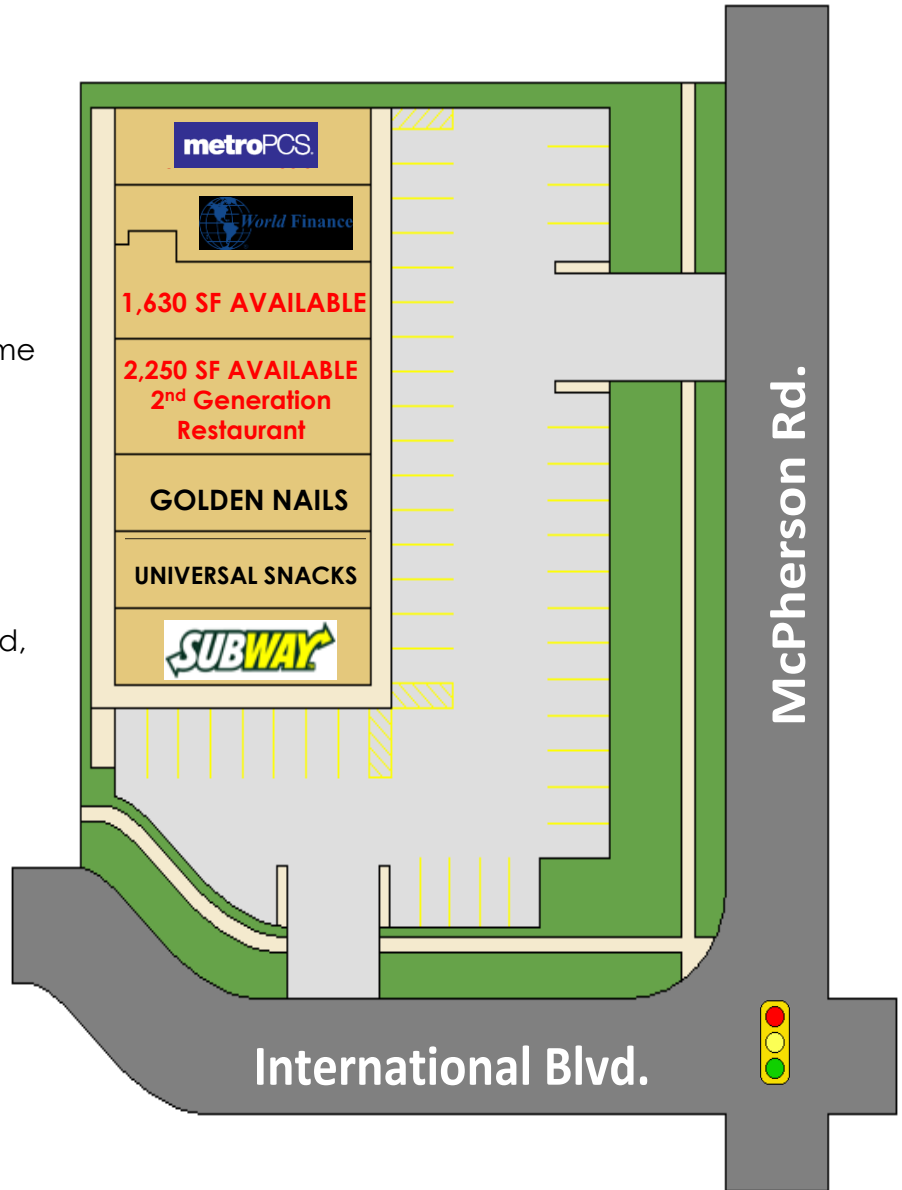 metroPCS.
World Finance
1,630 SF AVAILABLE
me
2,250 SF AVAILABLE
2nd Generation
Restaurant
GOLDEN NAILS
UNIVERSAL SNACKS
d,
SUBWAY
McPherson Rd.
International Blvd.